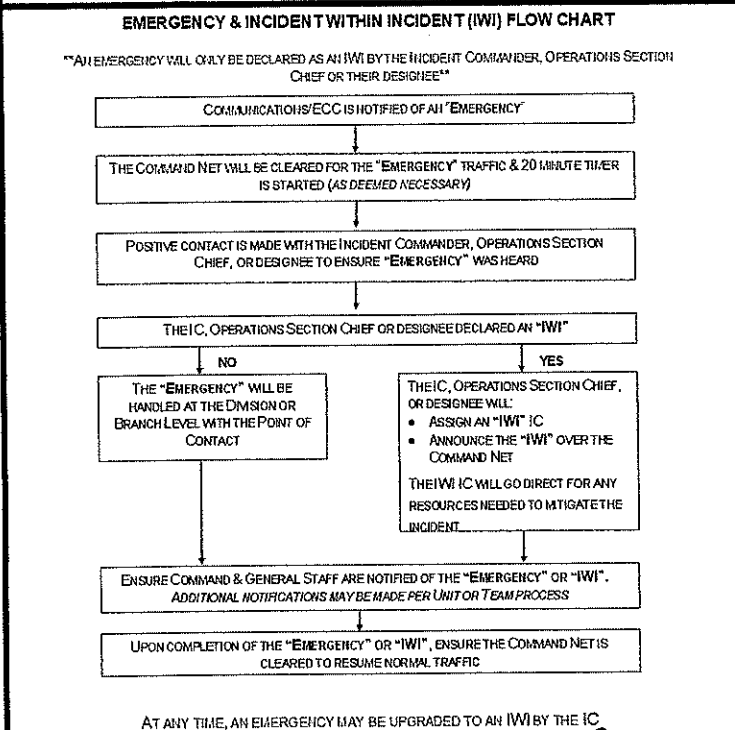 EMERGENCY & INCIDENT WITHIN INCIDENT (IWI) FLOW CHART
**AN EMERGENCY WILL ONLY BE DECLARED AS AN IWI BY THE INCIDENT COMMANDER, OPERATIONS SECTION
CHIEF OR THEIR DESIGNEE**
COMMUNICATIONS/ECC IS NOTIFIED OF AN "EMERGENCY"
THE COMMAND NET WILL BE CLEARED FOR THE "EMERGENCY" TRAFFIC & 20 MINUTE TIMER
IS STARTED (AS DEEMED NECESSARY)
POSITIVE CONTACT IS MADE WITH THE INCIDENT COMMANDER, OPERATIONS SECTION
CHIEF, OR DESIGNEE TO ENSURE "EMERGENCY" WAS HEARD
THE IC, OPERATIONS SECTION CHIEF OR DESIGNEE DECLARED AN "IWI"
NO
THE "EMERGENCY" WILL BE
HANDLED AT THE DIVISION OR
BRANCH LEVEL WITH THE POINT OF
CONTACT
YES
THE IC, OPERATIONS SECTION CHIEF,
OR DESIGNEE WILL:
• ASSIGN AN "IWI" IC
• ANNOUNCE THE "IWI" OVER THE
COMMAND NET
THE IWI IC WILL GO DIRECT FOR ANY
RESOURCES NEEDED TO MITIGATE THE
INCIDENT
ENSURE COMMAND & GENERAL STAFF ARE NOTIFIED OF THE "EMERGENCY" OR "IWI".
ADDITIONAL NOTIFICATIONS MAY BE MADE PER UNIT OR TEAM PROCESS
UPON COMPLETION OF THE "EMERGENCY" OR "IWI", ENSURE THE COMMAND NET IS
CLEARED TO RESUME NORMAL TRAFFIC
AT ANY TIME, AN EMERGENCY MAY BE UPGRADED TO AN IWI BY THE IC